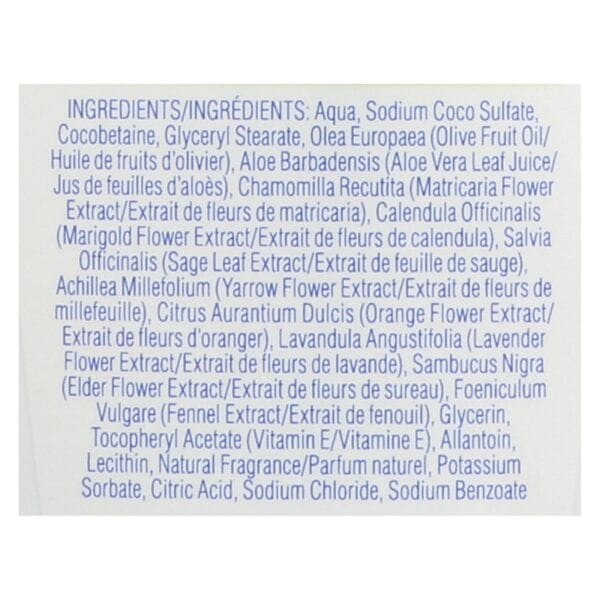 INGREDIENTS/INGRÉDIENTS: Aqua, Sodium Coco Sulfate,
Cocobetaine, Glyceryl Stearate, Olea Europaea (Olive Fruit Oil/
Huile de fruits d'olivier), Aloe Barbadensis (Aloe Vera Leaf Juice/
Jus de feuilles d'aloès), Chamomilla Recutita (Matricaria Flower
Extract/Extrait de fleurs de matricaria), Calendula Officinalis
(Marigold Flower Extract/Extrait de fleurs de calendula), Salvia
Officinalis (Sage Leaf Extract/Extrait de feuille de sauge),
Achillea Millefolium (Yarrow Flower Extract/Extrait de fleurs de
millefeuille), Citrus Aurantium Dulcis (Orange Flower Extract/
Extrait de fleurs d'oranger), Lavandula Angustifolia (Lavender
Flower Extract/Extrait de fleurs de lavande), Sambucus Nigra
(Elder Flower Extract/Extrait de fleurs de sureau), Foeniculum
Vulgare (Fennel Extract/Extrait de fenouil), Glycerin,
Tocopheryl Acetate (Vitamin E/Vitamine E), Allantoin,
Lecithin, Natural Fragrance/Parfum naturel, Potassium
Sorbate, Citric Acid, Sodium Chloride, Sodium Benzoate